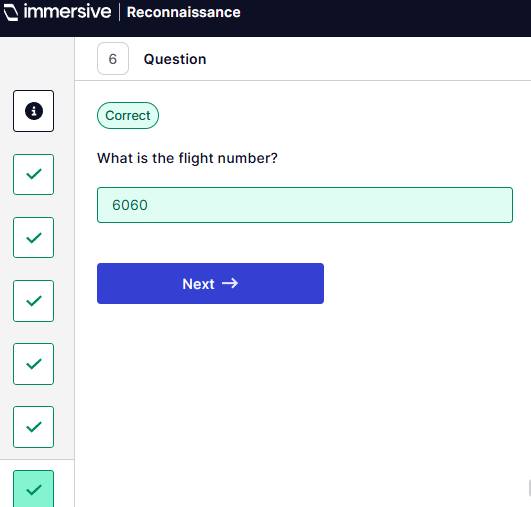 immersive | Reconnaissance
6 Question
Correct
What is the flight number?
6060
Next →